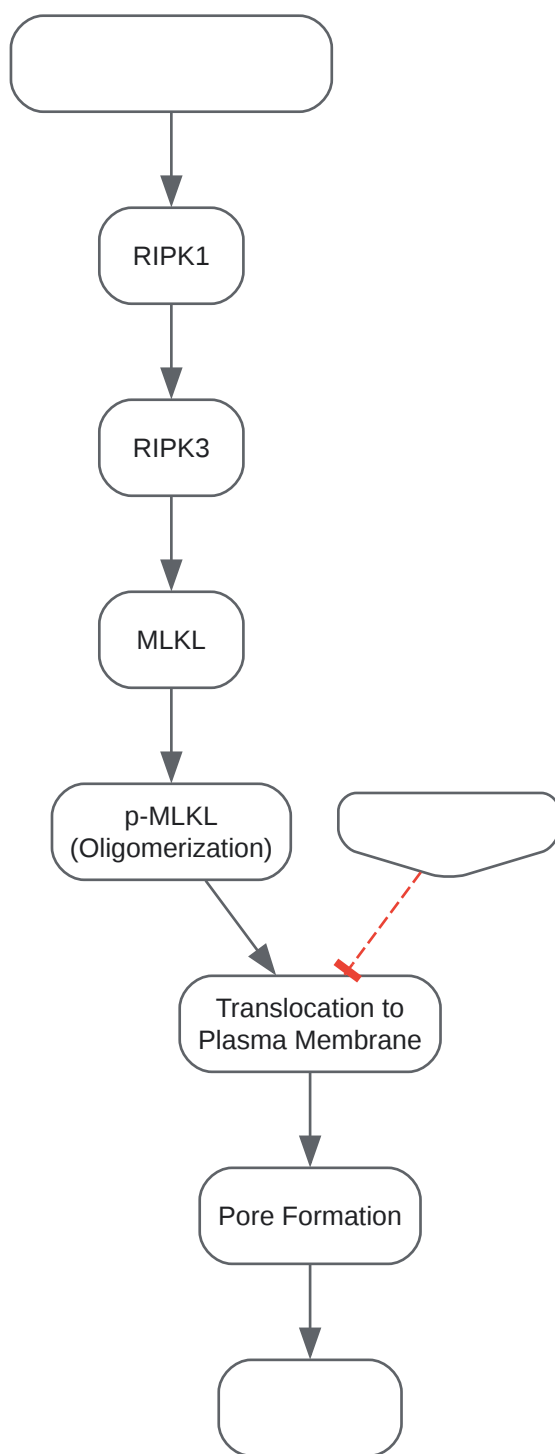 RIPK1
RIPK3
MLKL
p-MLKL
(Oligomerization)
Translocation to
Plasma Membrane
Pore Formation